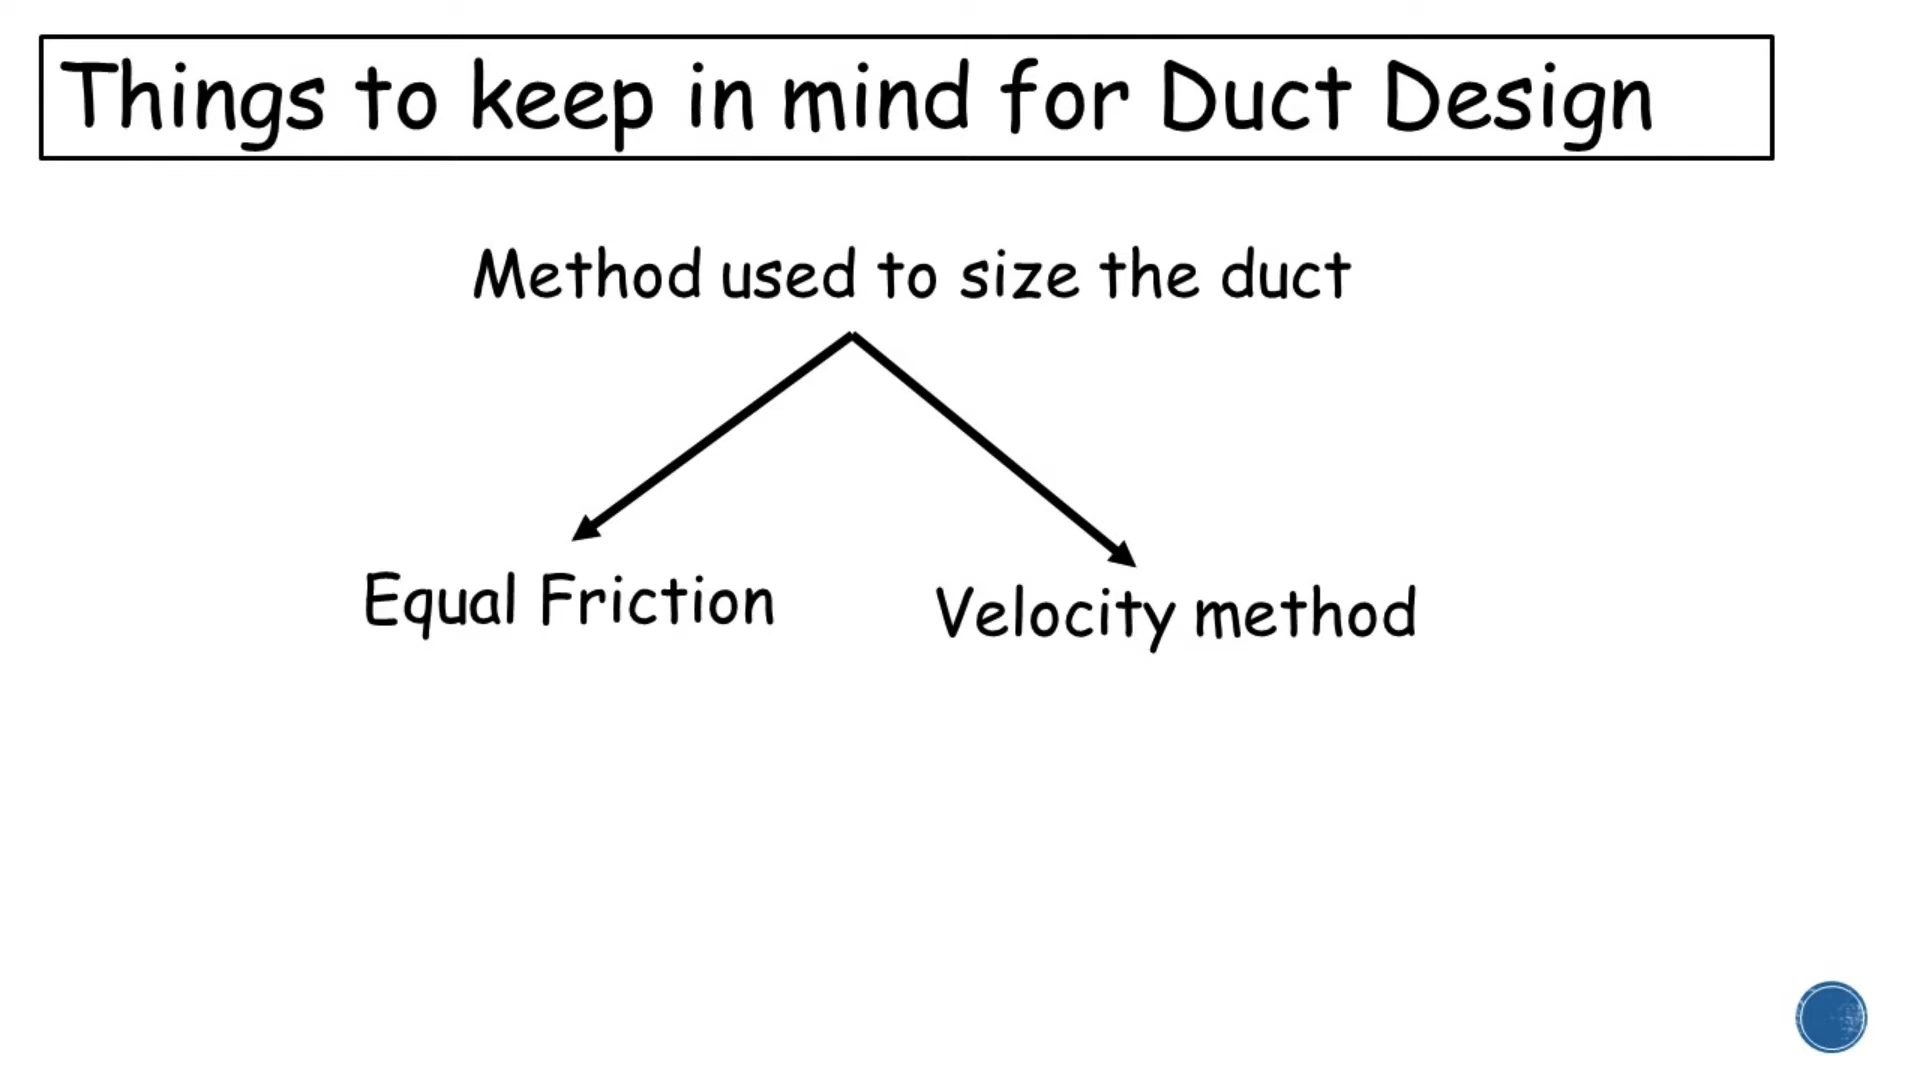 Things to keep in mind for Duct Design
Method used to size the duct
Equal Friction
Velocity method